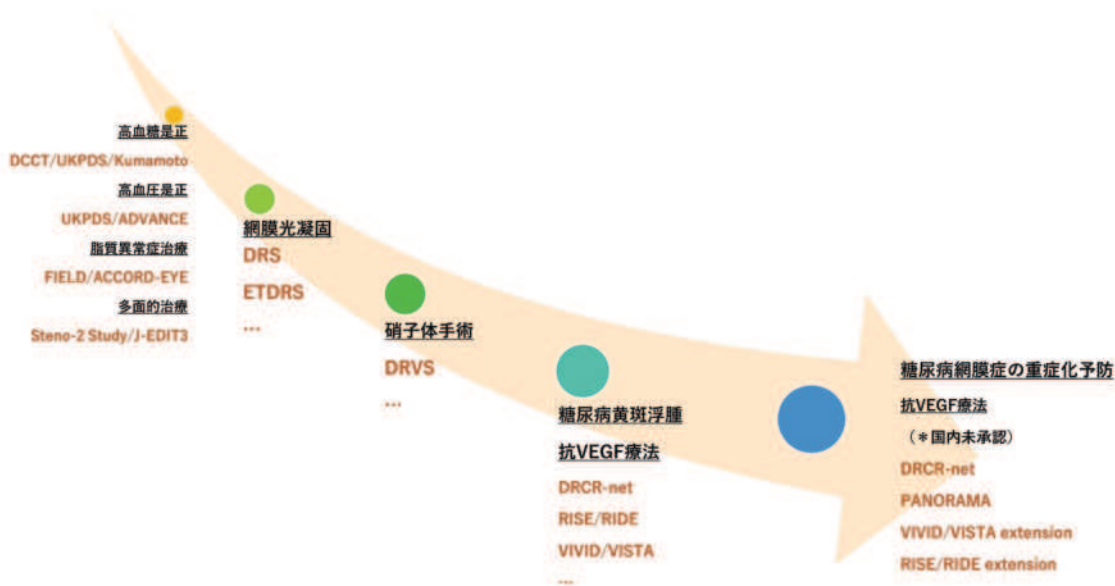 高血糖是正
DCCT/UKPDS/Kumamoto
高血圧是正
UKPDS/ADVANCE
脂質異常症治療
FIELD/ACCORD-EYE
多面的治療
Steno-2 Study/J-EDIT3
網膜光凝固
DRS
ETDRS
...
硝子体手術
DRVS
...
糖尿病黄斑浮腫
抗VEGF療法
DRCR-net
RISE/RIDE
VIVID/VISTA
...
糖尿病網膜症の重症化予防
抗VEGF療法
（＊国内未承認）
DRCR-net
PANORAMA
VIVID/VISTA extension
RISE/RIDE extension